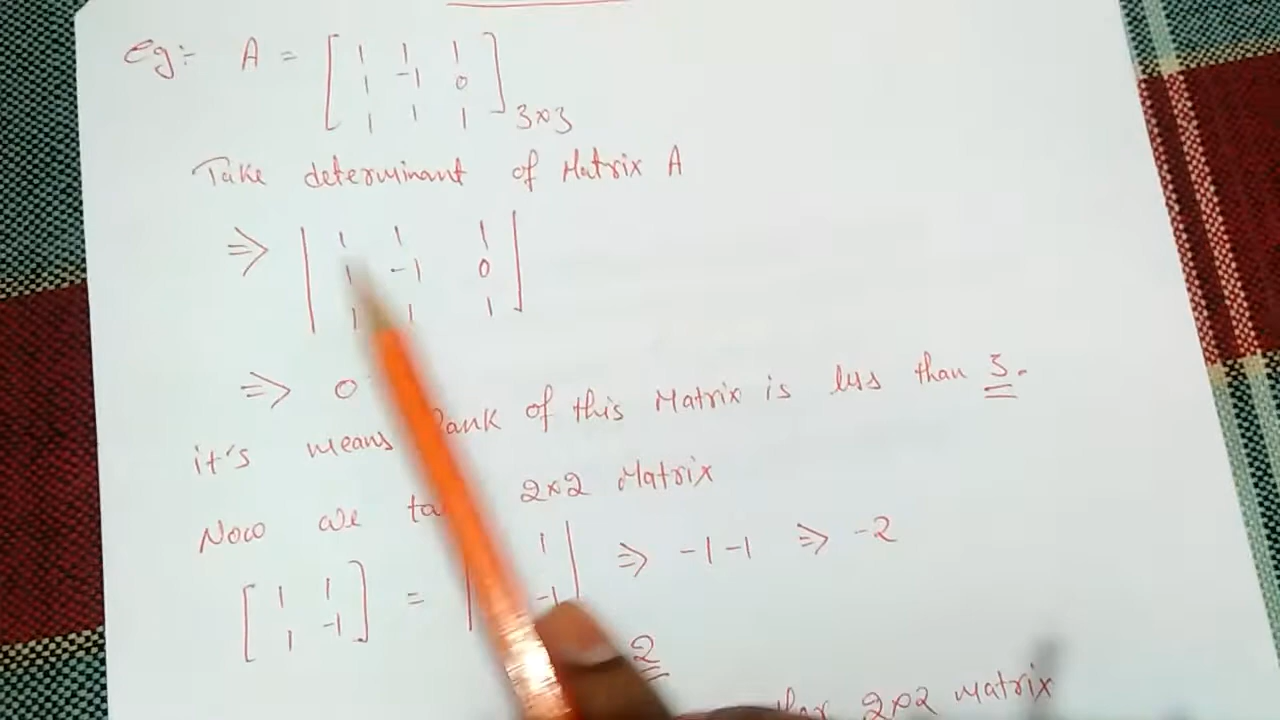 eg:- A = [ 1 1 1
1 -1 0
1 1 1 ] 3×3
Take determinant of Matrix A
⇒ | 1 1 1
1 -1 0
1 1 1 |
⇒ 0
it's means Rank of this Matrix is less than 3.
Now we 2×2 Matrix
[ 1 1
1 -1 ] = | 1
-1 | ⇒ -1-1 ⇒ -2
2
2×2 matrix